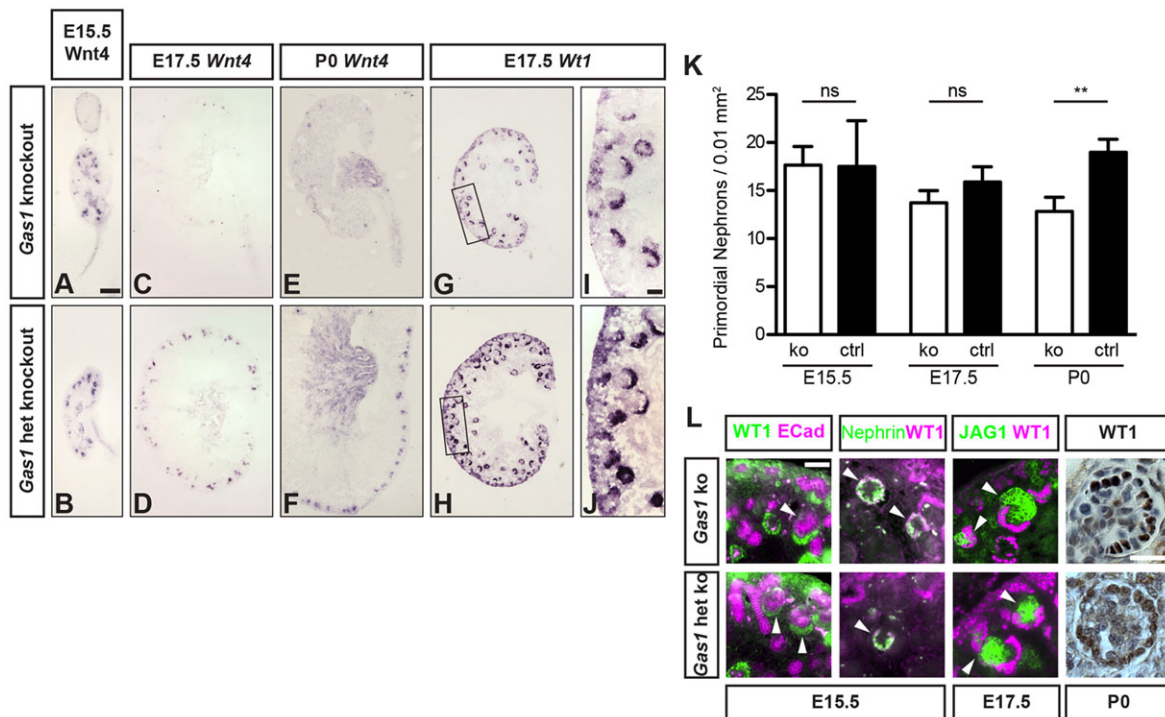 E15.5
Wnt4
E17.5 Wnt4
P0 Wnt4
E17.5 Wt1
Gas1 knockout
A
C
E
G
I
Gas1 het knockout
B
D
F
H
J
K
Primordial Nephrons / 0.01 mm²
25
20
15
10
5
0
ns
ns
**
ko
ctrl
ko
ctrl
ko
ctrl
E15.5
E17.5
P0
L
WT1 ECad
NephrinWT1
JAG1 WT1
WT1
Gas1 ko
Gas1 het ko
E15.5
E17.5
P0